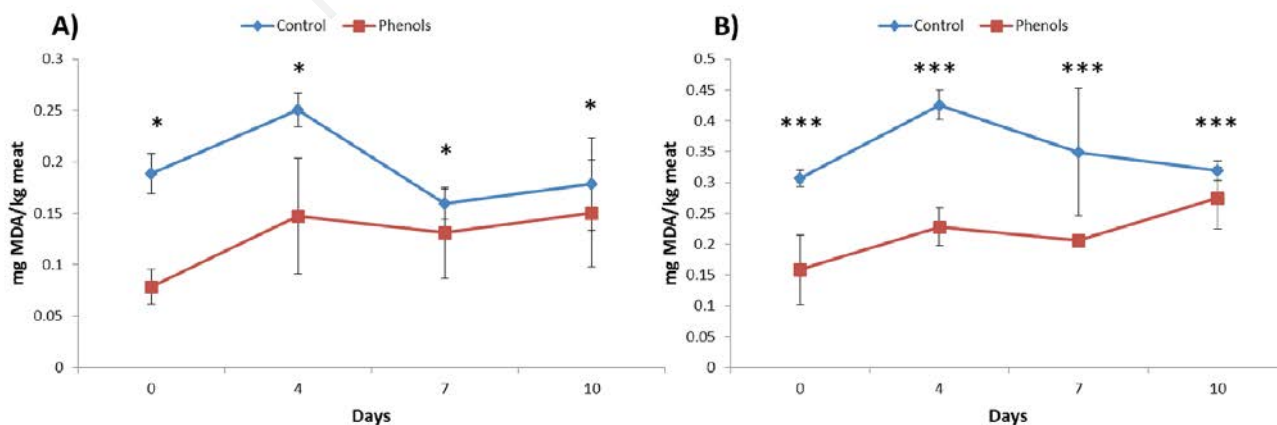 A)
Control Phenols
mg MDA/kg meat
0.3
0.25
0.2
0.15
0.1
0.05
0
* * * *
0 4 7 10
Days
B)
Control Phenols
mg MDA/kg meat
0.5
0.45
0.4
0.35
0.3
0.25
0.2
0.15
0.1
0.05
0
*** *** *** ***
0 4 7 10
Days